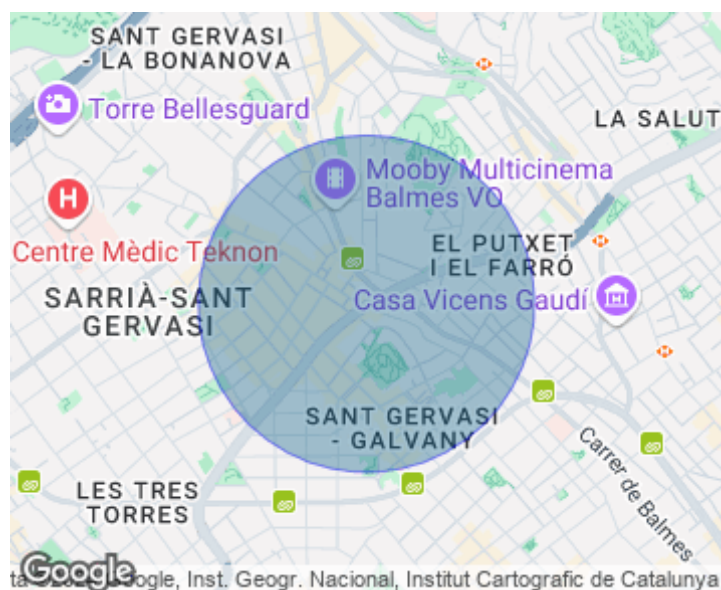 SANT GERVASI
- LA BONANOVA
Torre Bellesguard
LA SALUT
Mooby Multicinema
Balmes VO
H
Centre Mèdic Teknon
EL PUTXET
I EL FARRÓ
SARRIÀ-SANT
GERVASI
Casa Vicens Gaudí
SANT GERVASI
- GALVANY
Carrer de Balmes
LES TRES
TORRES
Google
Google, Inst. Geogr. Nacional, Institut Cartografic de Catalunya